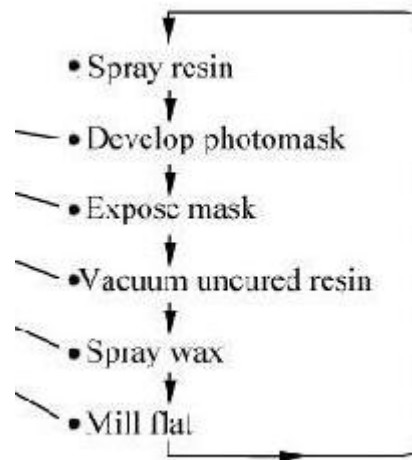 • Spray resin
• Develop photomask
• Expose mask
• Vacuum uncured resin
• Spray wax
• Mill flat